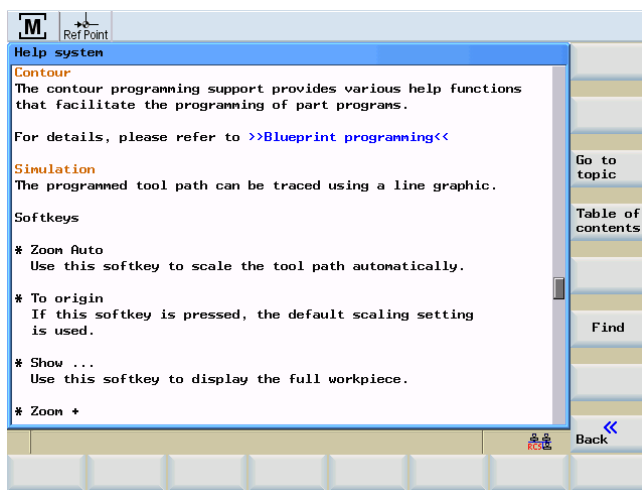 M
Ref Point
Help system
Contour
The contour programming support provides various help functions
that facilitate the programming of part programs.
For details, please refer to >>Blueprint programming<<
Simulation
The programmed tool path can be traced using a line graphic.
Softkeys
* Zoom Auto
Use this softkey to scale the tool path automatically.
* To origin
If this softkey is pressed, the default scaling setting
is used.
* Show ...
Use this softkey to display the full workpiece.
* Zoom +
Go to
topic
Table of
contents
Find
«
Back
RCS